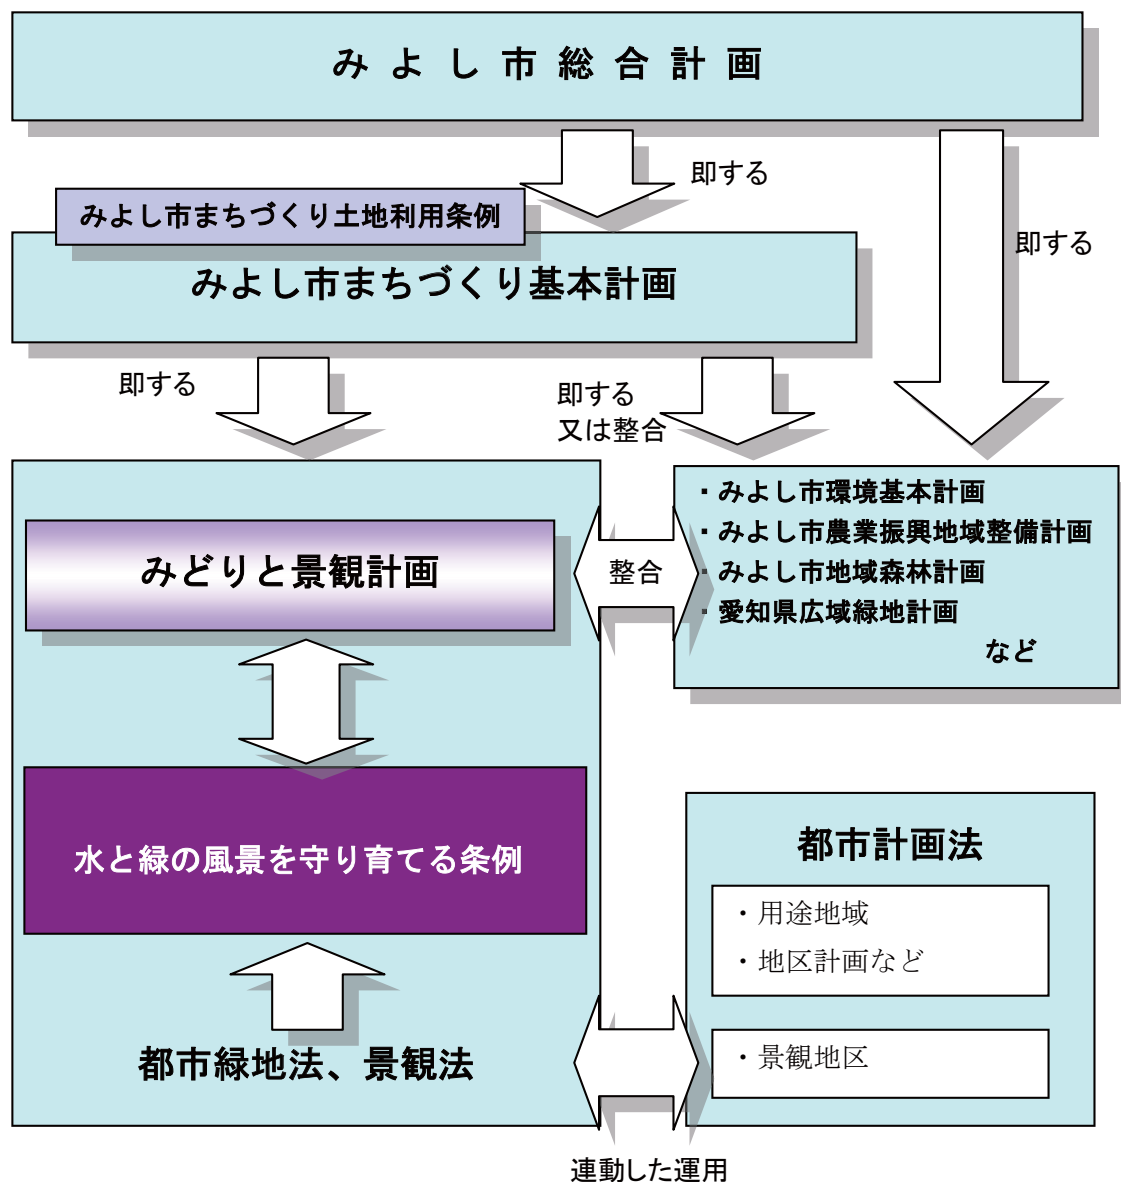 みよし市総合計画
即する
即する
みよし市まちづくり土地利用条例
みよし市まちづくり基本計画
即する
即する
又は整合
みどりと景観計画
整合
・みよし市環境基本計画
・みよし市農業振興地域整備計画
・みよし市地域森林計画
・愛知県広域緑地計画
など
水と緑の風景を守り育てる条例
都市緑地法、景観法
都市計画法
・用途地域
・地区計画など
・景観地区
連動した運用